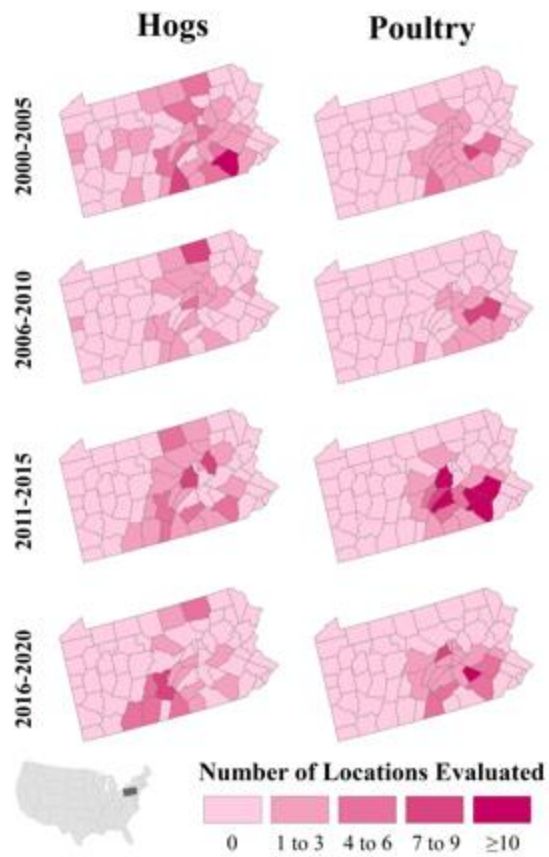 Hogs Poultry
2000-2005
2006-2010
2011-2015
2016-2020
Number of Locations Evaluated
0 1 to 3 4 to 6 7 to 9 ≥10